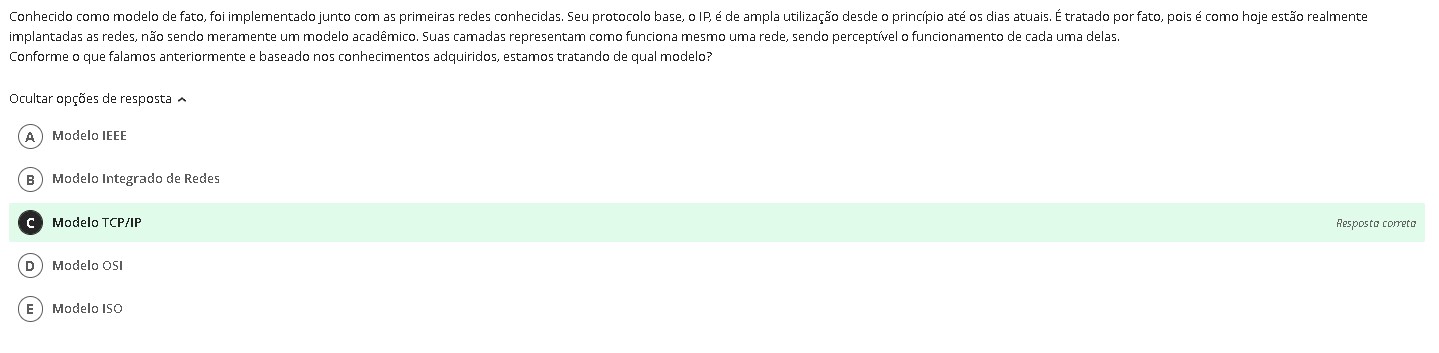 Conhecido como modelo de fato, foi implementado junto com as primeiras redes conhecidas. Seu protocolo base, o IP, é de ampla utilização desde o princípio até os dias atuais. É tratado por fato, pois é como hoje estão realmente
implantadas as redes, não sendo meramente um modelo acadêmico. Suas camadas representam como funciona mesmo uma rede, sendo perceptível o funcionamento de cada uma delas.
Conforme o que falamos anteriormente e baseado nos conhecimentos adquiridos, estamos tratando de qual modelo?
Ocultar opções de resposta
A Modelo IEEE
B Modelo Integrado de Redes
C Modelo TCP/IP Resposta correta
D Modelo OSI
E Modelo ISO